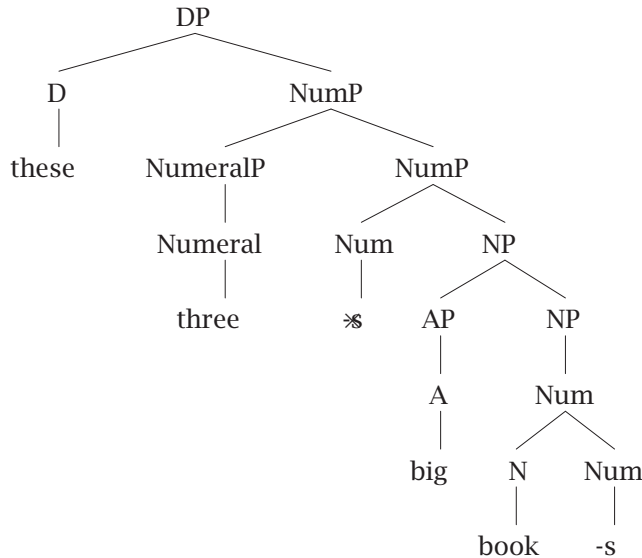 DP
D NumP
these NumeralP NumP
Numeral Num NP
three -s AP NP
A Num
big N Num
book -s